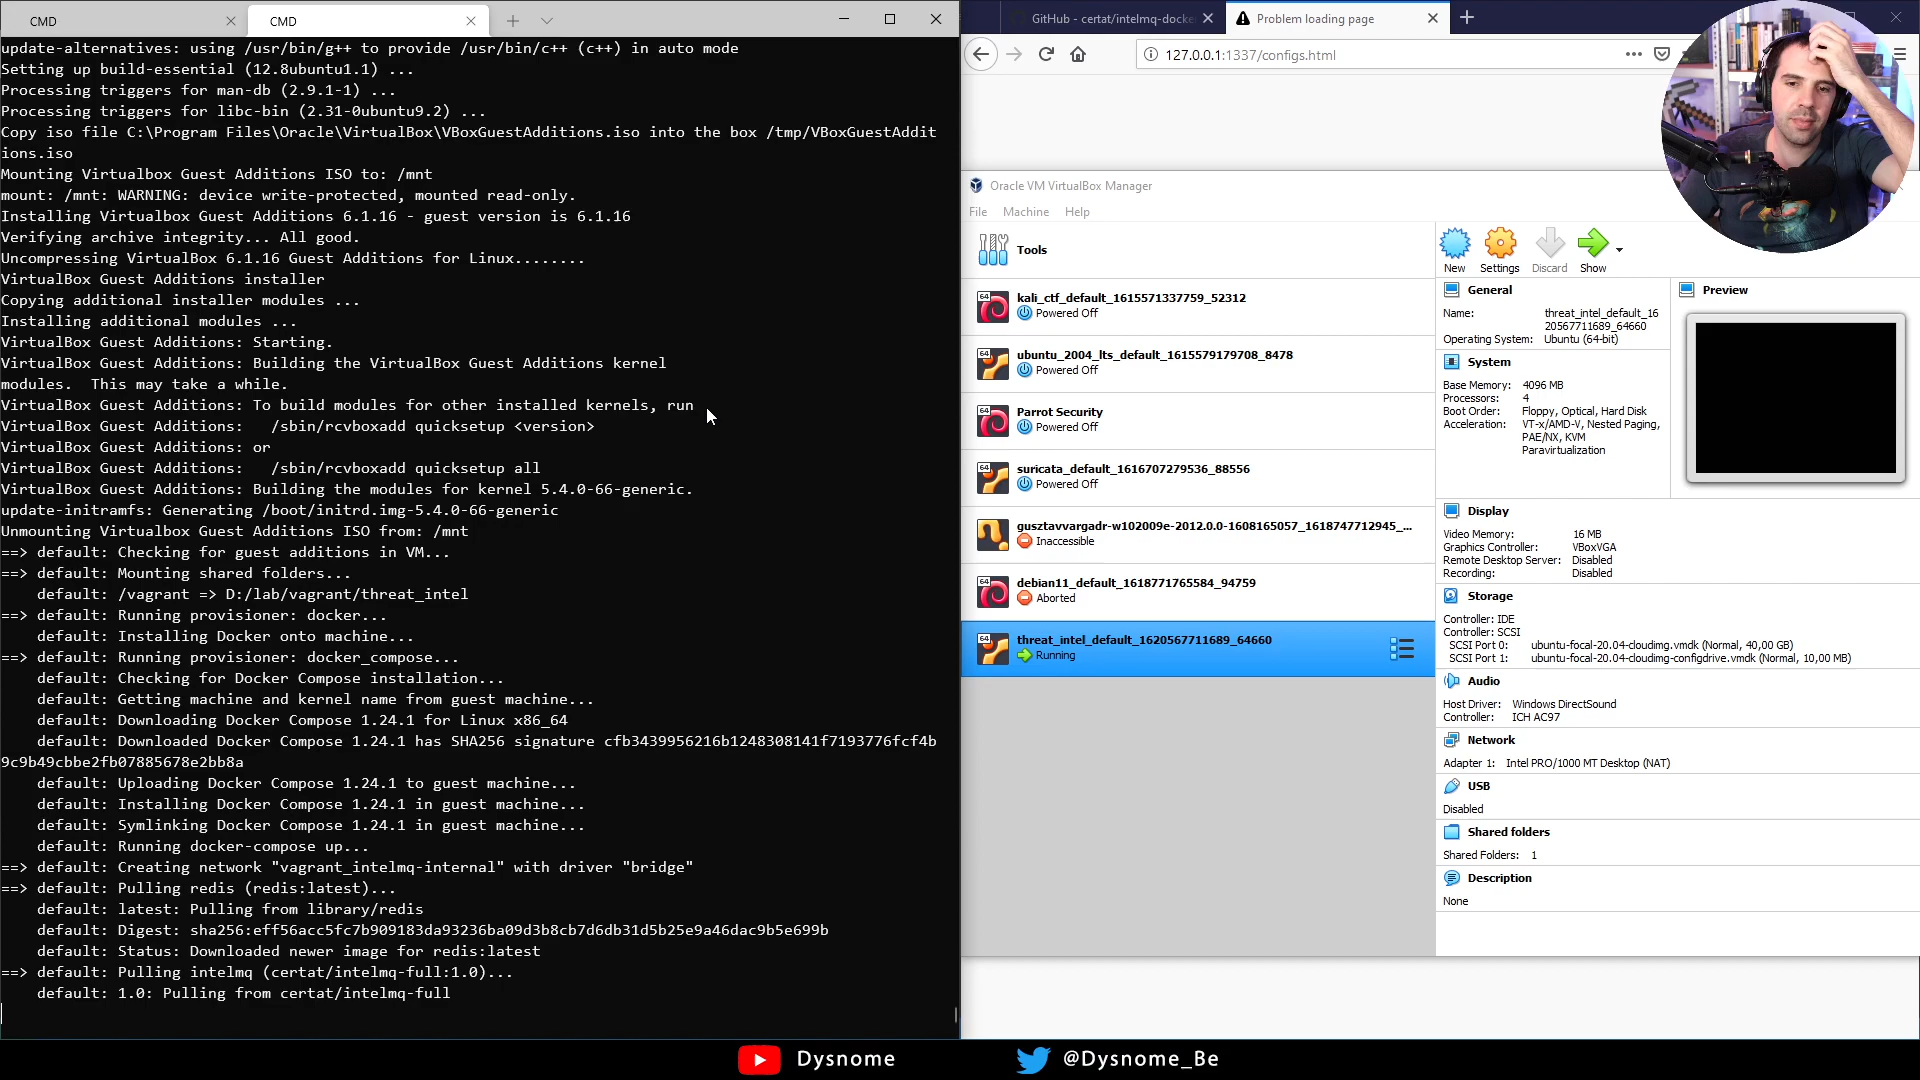 CMD
CMD
update-alternatives: using /usr/bin/g++ to provide /usr/bin/c++ (c++) in auto mode
Setting up build-essential (12.8ubuntu1.1) ...
Processing triggers for man-db (2.9.1-1) ...
Processing triggers for libc-bin (2.31-0ubuntu9.2) ...
Copy iso file C:\Program Files\Oracle\VirtualBox\VBoxGuestAdditions.iso into the box /tmp/VBoxGuestAddit
ions.iso
Mounting Virtualbox Guest Additions ISO to: /mnt
mount: /mnt: WARNING: device write-protected, mounted read-only.
Installing Virtualbox Guest Additions 6.1.16 - guest version is 6.1.16
Verifying archive integrity... All good.
Uncompressing VirtualBox 6.1.16 Guest Additions for Linux........
VirtualBox Guest Additions installer
Copying additional installer modules ...
Installing additional modules ...
VirtualBox Guest Additions: Starting.
VirtualBox Guest Additions: Building the VirtualBox Guest Additions kernel
modules.  This may take a while.
VirtualBox Guest Additions: To build modules for other installed kernels, run
VirtualBox Guest Additions:   /sbin/rcvboxadd quicksetup <version>
VirtualBox Guest Additions: or
VirtualBox Guest Additions:   /sbin/rcvboxadd quicksetup all
VirtualBox Guest Additions: Building the modules for kernel 5.4.0-66-generic.
update-initramfs: Generating /boot/initrd.img-5.4.0-66-generic
Unmounting Virtualbox Guest Additions ISO from: /mnt
==> default: Checking for guest additions in VM...
==> default: Mounting shared folders...
    default: /vagrant => D:/lab/vagrant/threat_intel
==> default: Running provisioner: docker...
    default: Installing Docker onto machine...
==> default: Running provisioner: docker_compose...
    default: Checking for Docker Compose installation...
    default: Getting machine and kernel name from guest machine...
    default: Downloading Docker Compose 1.24.1 for Linux x86_64
    default: Downloaded Docker Compose 1.24.1 has SHA256 signature cfb3439956216b1248308141f7193776fcf4b
9c9b49cbbe2fb07885678e2bb8a
    default: Uploading Docker Compose 1.24.1 to guest machine...
    default: Installing Docker Compose 1.24.1 in guest machine...
    default: Symlinking Docker Compose 1.24.1 in guest machine...
    default: Running docker-compose up...
==> default: Creating network "vagrant_intelmq-internal" with driver "bridge"
==> default: Pulling redis (redis:latest)...
    default: latest: Pulling from library/redis
    default: Digest: sha256:eff56acc5fc7b909183da93236ba09d3b8cb7d6db31d5b25e9a46dac9b5e699b
    default: Status: Downloaded newer image for redis:latest
==> default: Pulling intelmq (certat/intelmq-full:1.0)...
    default: 1.0: Pulling from certat/intelmq-full
GitHub - certat/intelmq-docke
Problem loading page
127.0.0.1:1337/configs.html
Oracle VM VirtualBox Manager
File Machine Help
Tools
kali_ctf_default_1615571337759_52312
Powered Off
ubuntu_2004_lts_default_1615579179708_8478
Powered Off
Parrot Security
Powered Off
suricata_default_1616707279536_88556
Powered Off
gusztavvargadr-w102009e-2012.0.0-1608165057_1618747712945_...
Inaccessible
debian11_default_1618771765584_94759
Aborted
threat_intel_default_1620567711689_64660
Running
64
64
64
64
64
64
New Settings Discard Show
General
Name: threat_intel_default_16
20567711689_64660
Operating System: Ubuntu (64-bit)
System
Base Memory: 4096 MB
Processors: 4
Boot Order: Floppy, Optical, Hard Disk
Acceleration: VT-x/AMD-V, Nested Paging,
PAE/NX, KVM
Paravirtualization
Preview
Display
Video Memory: 16 MB
Graphics Controller: VBoxVGA
Remote Desktop Server: Disabled
Recording: Disabled
Storage
Controller: IDE
Controller: SCSI
SCSI Port 0: ubuntu-focal-20.04-cloudimg.vmdk (Normal, 40,00 GB)
SCSI Port 1: ubuntu-focal-20.04-cloudimg-configdrive.vmdk (Normal, 10,00 MB)
Audio
Host Driver: Windows DirectSound
Controller: ICH AC97
Network
Adapter 1: Intel PRO/1000 MT Desktop (NAT)
USB
Disabled
Shared folders
Shared Folders: 1
Description
None
Dysnome
@Dysnome_Be